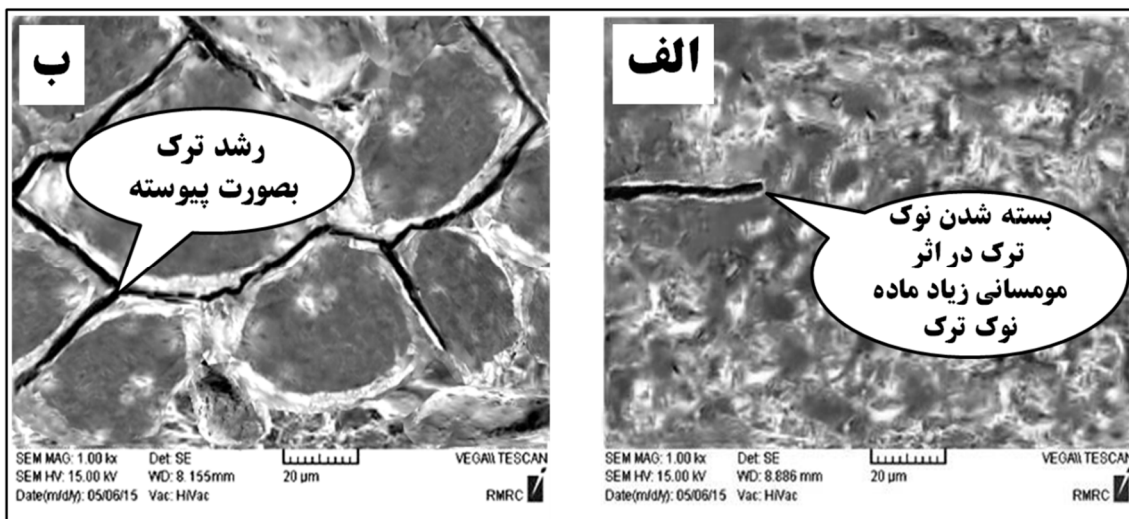 الف
بسته شدن نوک
ترک در اثر
مومسانی زیاد ماده
نوک ترک
SEM MAG: 1.00 kx
SEM HV: 15.00 kV WD: 8.886 mm
Date(m/d/y): 05/06/15 Vac: HiVac
Det: SE
20 µm
VEGA\\ TESCAN
RMRC
ب
رشد ترک
بصورت پیوسته
SEM MAG: 1.00 kx Det: SE
SEM HV: 15.00 kV WD: 8.155mm
Date(m/d/y): 05/06/15 Vac: HiVac
20 µm
VEGA\\ TESCAN
RMRC